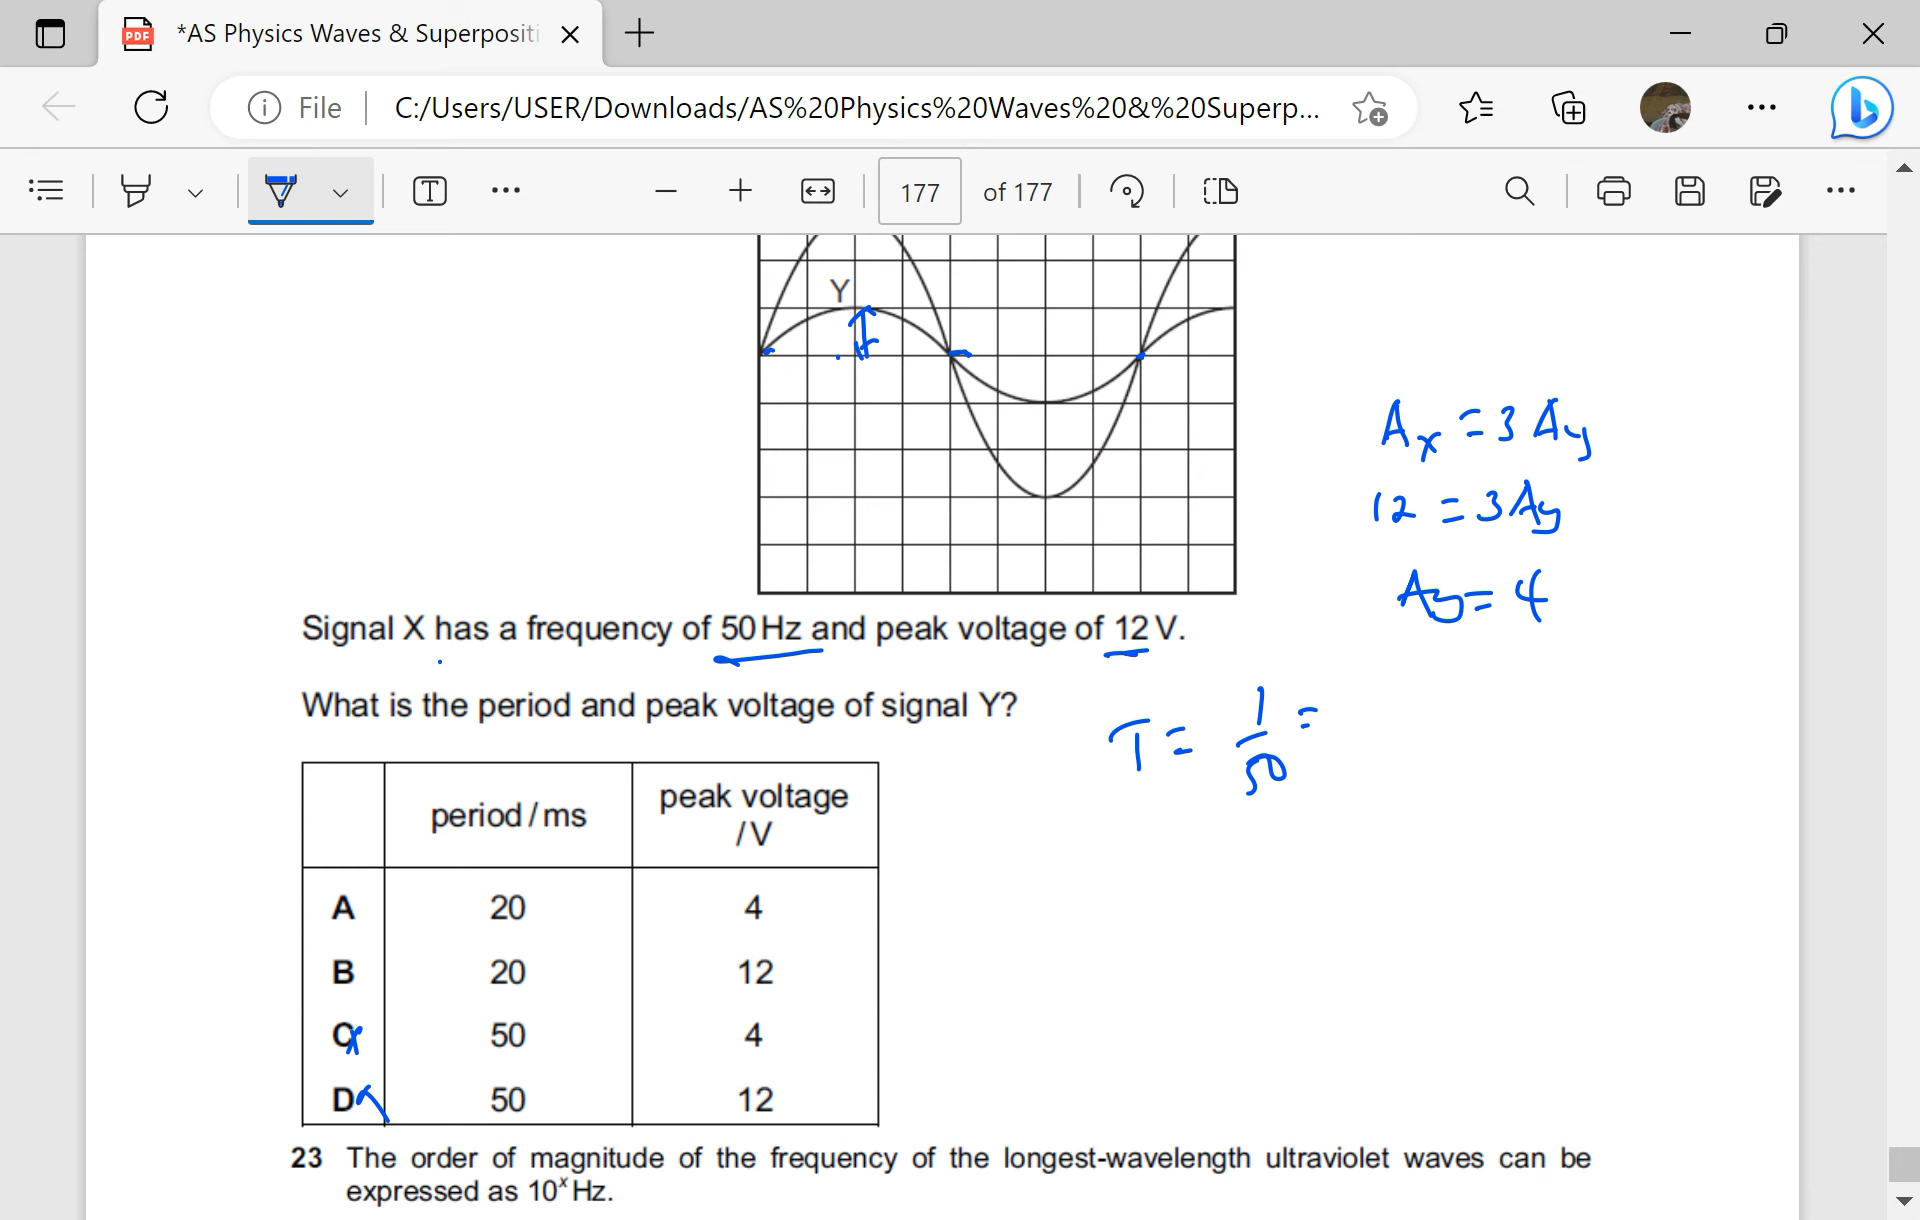 *AS Physics Waves & Superpositi
File
C:/Users/USER/Downloads/AS%20Physics%20Waves%20&%20Superp...
177 of 177
Y
Ax = 3 Ay
12 = 3Ay
Ay = 4
Signal X has a frequency of 50 Hz and peak voltage of 12 V.
What is the period and peak voltage of signal Y?
T = 1/50 =
period / ms
peak voltage
/ V
A 20 4
B 20 12
C 50 4
D 50 12
23 The order of magnitude of the frequency of the longest-wavelength ultraviolet waves can be
expressed as 10ˣ Hz.